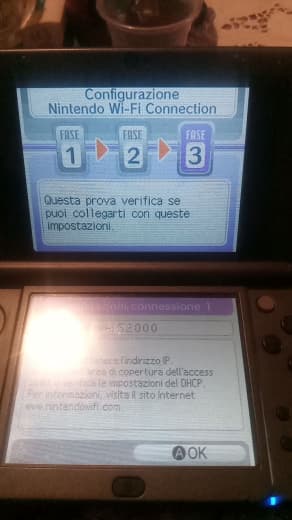 Configurazione
Nintendo Wi-Fi Connection
FASE
1
FASE
2
FASE
3
Questa prova verifica se
puoi collegarti con queste
impostazioni.
connessione 1
52000
l'indirizzo IP.
area di copertura dell'access
le impostazioni del DHCP.
Per informazioni, visita il sito Internet
www.nintendowifi.com
A OK